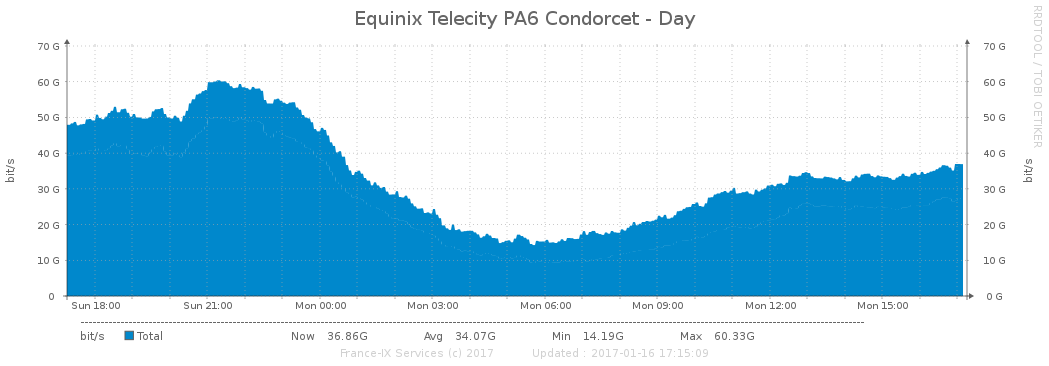 Equinix Telecity PA6 Condorcet - Day
RRDTOOL / TOBI OETIKER
70 G 70 G
60 G 60 G
50 G 50 G
40 G 40 G
30 G 30 G
20 G 20 G
10 G 10 G
0 0 G
bit/s bit/s
Sun 18:00 Sun 21:00 Mon 00:00 Mon 03:00 Mon 06:00 Mon 09:00 Mon 12:00 Mon 15:00
bit/s Total Now 36.86G Avg 34.07G Min 14.19G Max 60.33G
France-IX Services (c) 2017 Updated : 2017-01-16 17:15:09